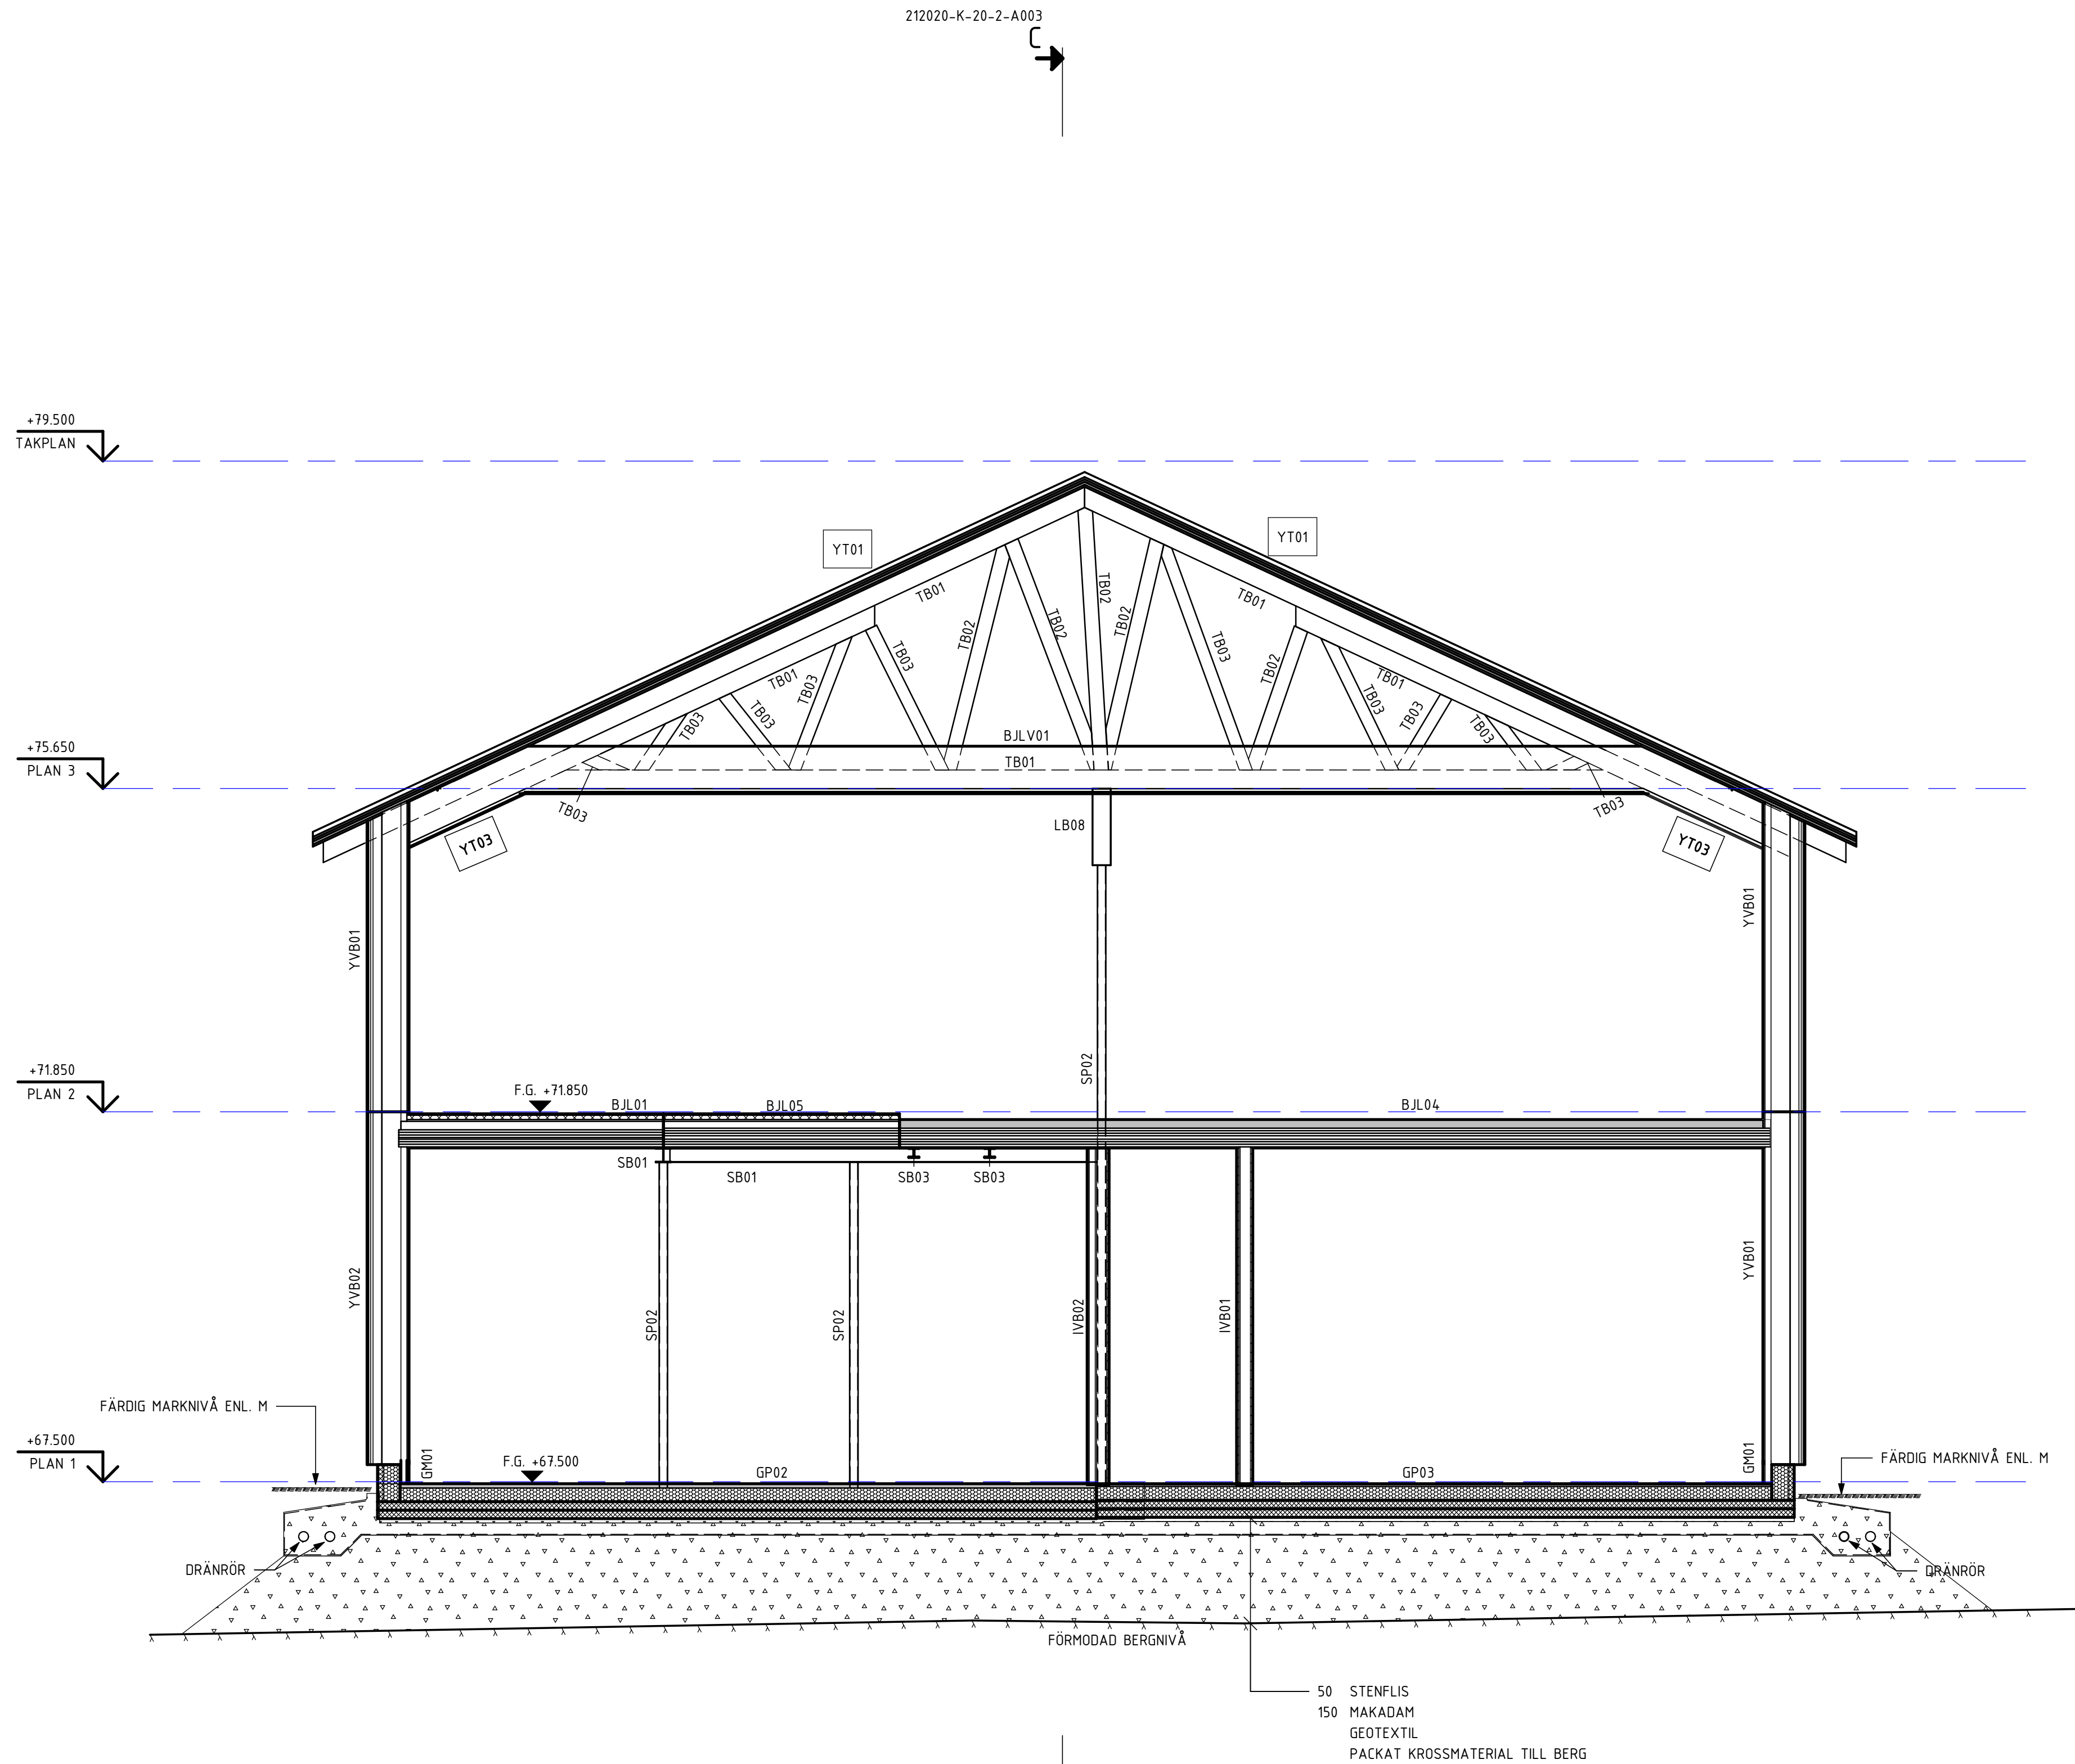 212020-K-20-2-A003
C
+79.500
TAKPLAN
YT01
YT01
TB01
TB02
TB01
TB02
TB02
TB02
TB03
TB03
TB02
TB01
TB03
TB01
TB03
TB03
TB03
TB03
TB03
BJLV01
+75.650
PLAN 3
TB01
TB03
TB03
LB08
YT03
YT03
YVB01
YVB01
SP02
+71.850
PLAN 2
F.G. +71.850
BJL01
BJL05
BJL04
SB01
SB01
SB03
SB03
YVB02
YVB01
SP02
SP02
IVB02
IVB01
FÄRDIG MARKNIVÅ ENL. M
+67.500
PLAN 1
GM01
F.G. +67.500
GP02
GP03
GM01
FÄRDIG MARKNIVÅ ENL. M
DRÄNRÖR
DRÄNRÖR
FÖRMODAD BERGNIVÅ
50 STENFLIS
150 MAKADAM
GEOTEXTIL
PACKAT KROSSMATERIAL TILL BERG